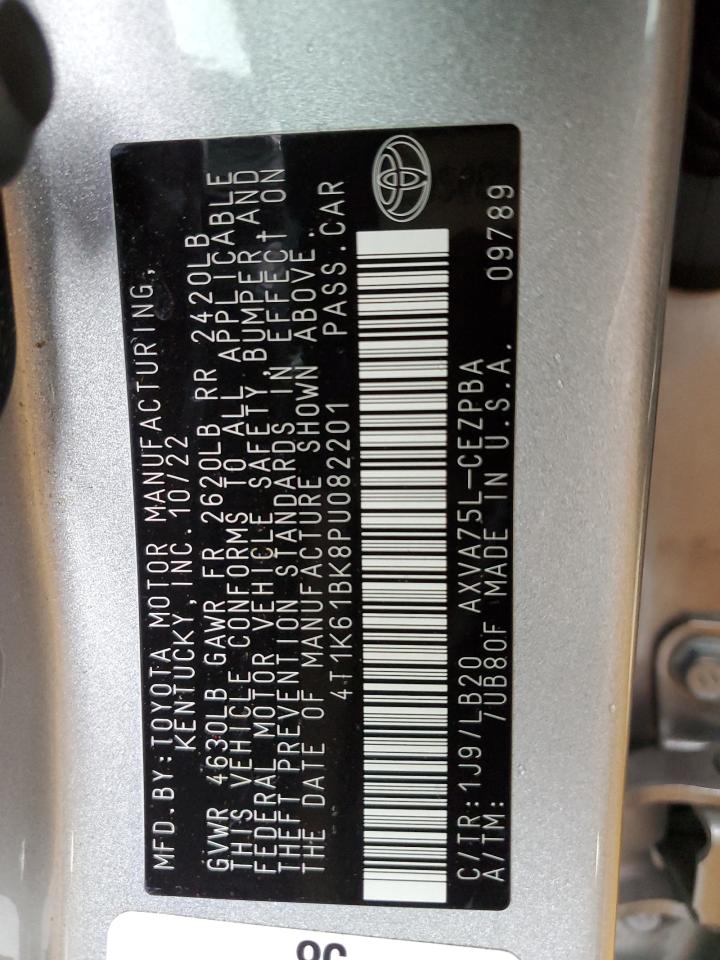 MFD.BY:TOYOTA MOTOR MANUFACTURING,
KENTUCKY, INC. 10/22
GVWR 4630LB GAWR FR 2620LB RR 2420LB
THIS VEHICLE CONFORMS TO ALL APPLICABLE
FEDERAL MOTOR VEHICLE SAFETY, BUMPER, AND
THEFT PREVENTION STANDARDS IN EFFECT ON
THE DATE OF MANUFACTURE SHOWN ABOVE.
4T1K61BK8PU082201 PASS.CAR
C/TR:1J9/LB20 AXVA75L-CEZPBA
A/TM: 7UB80F MADE IN U.S.A. 09789